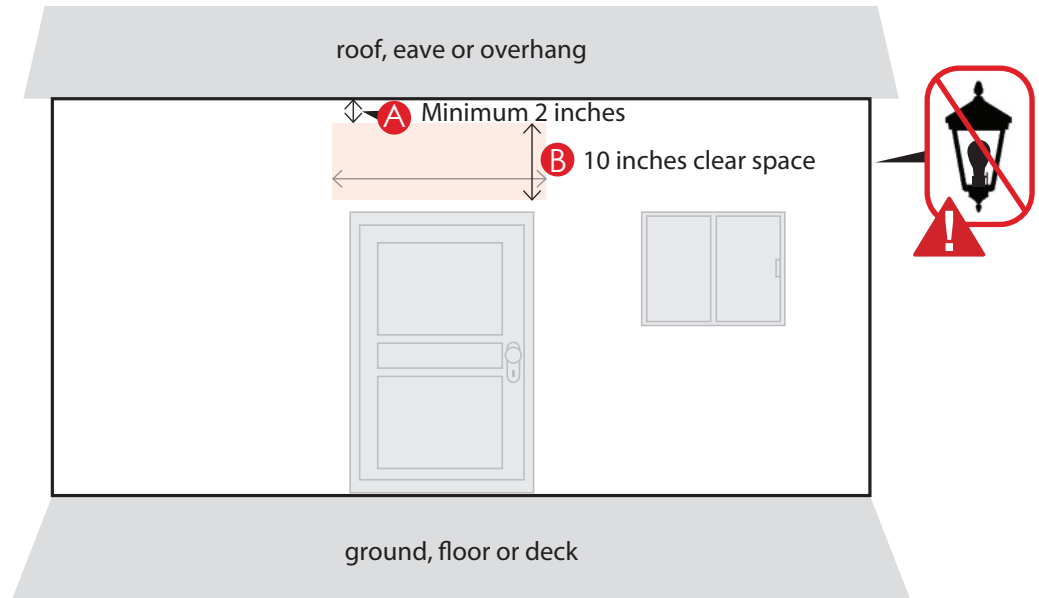 roof, eave or overhang
A Minimum 2 inches
B 10 inches clear space
!
ground, floor or deck